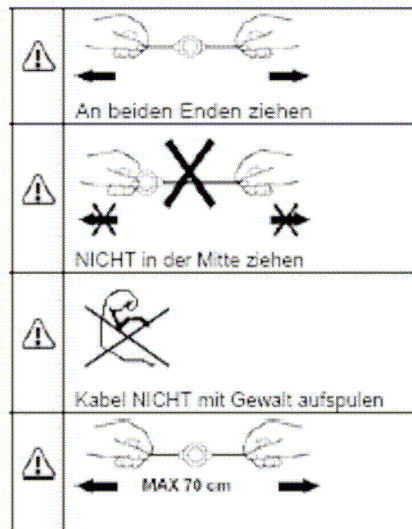 An beiden Enden ziehen
NICHT in der Mitte ziehen
Kabel NICHT mit Gewalt aufspulen
MAX 70 cm